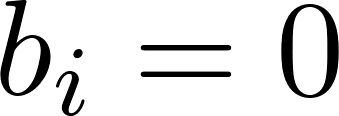 b_i = 0